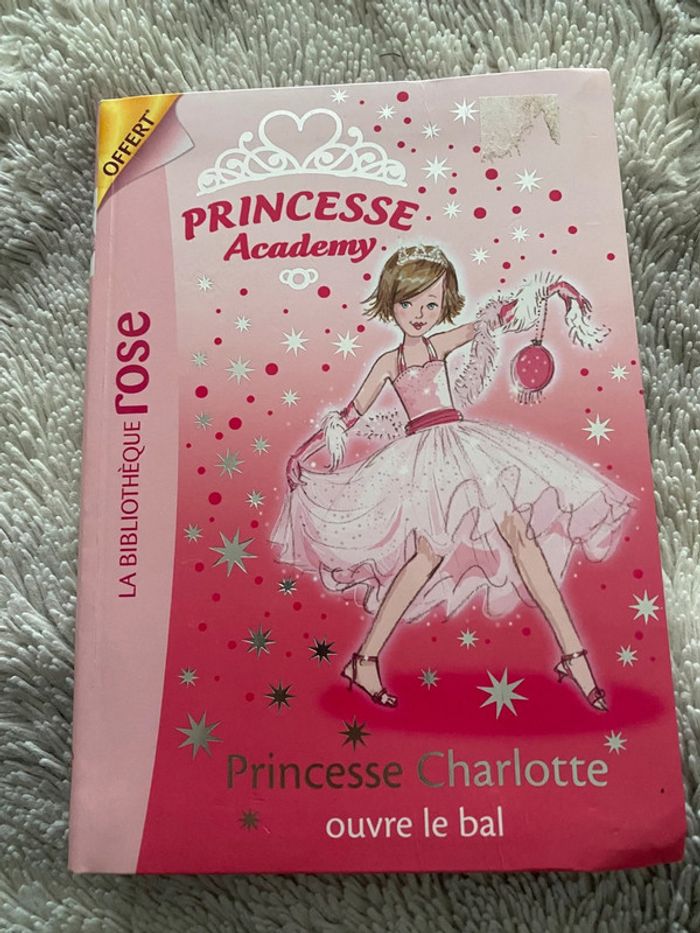 OFFERT*
PRINCESSE
Academy
LA BIBLIOTHÈQUE rose
Princesse Charlotte
ouvre le bal